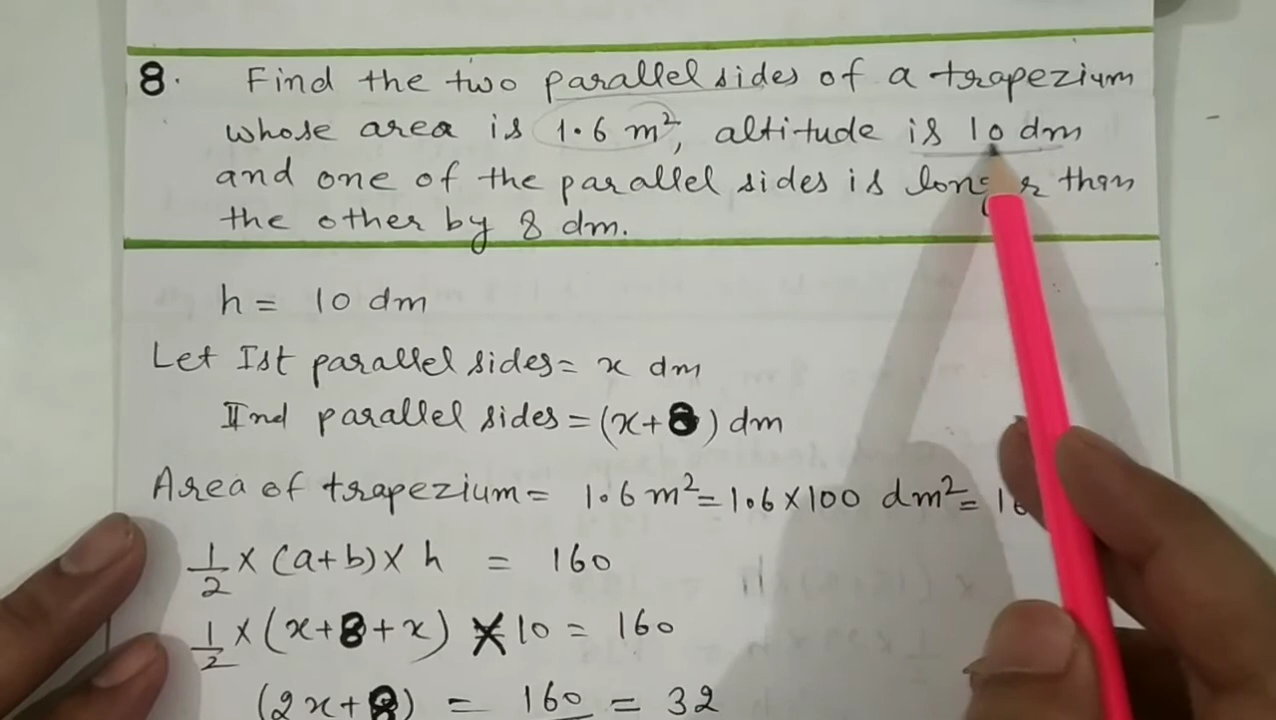 8. Find the two parallel sides of a trapezium
whose area is 1.6 m², altitude is 10 dm
and one of the parallel sides is longer than
the other by 8 dm.
h = 10 dm
Let Ist parallel sides = x dm
IInd parallel sides = (x+8) dm
Area of trapezium = 1.6 m² = 1.6 × 100 dm² =
1/2 × (a+b) × h = 160
1/2 × (x+8+x) × 10 = 160
(2x+8) = 160 = 32